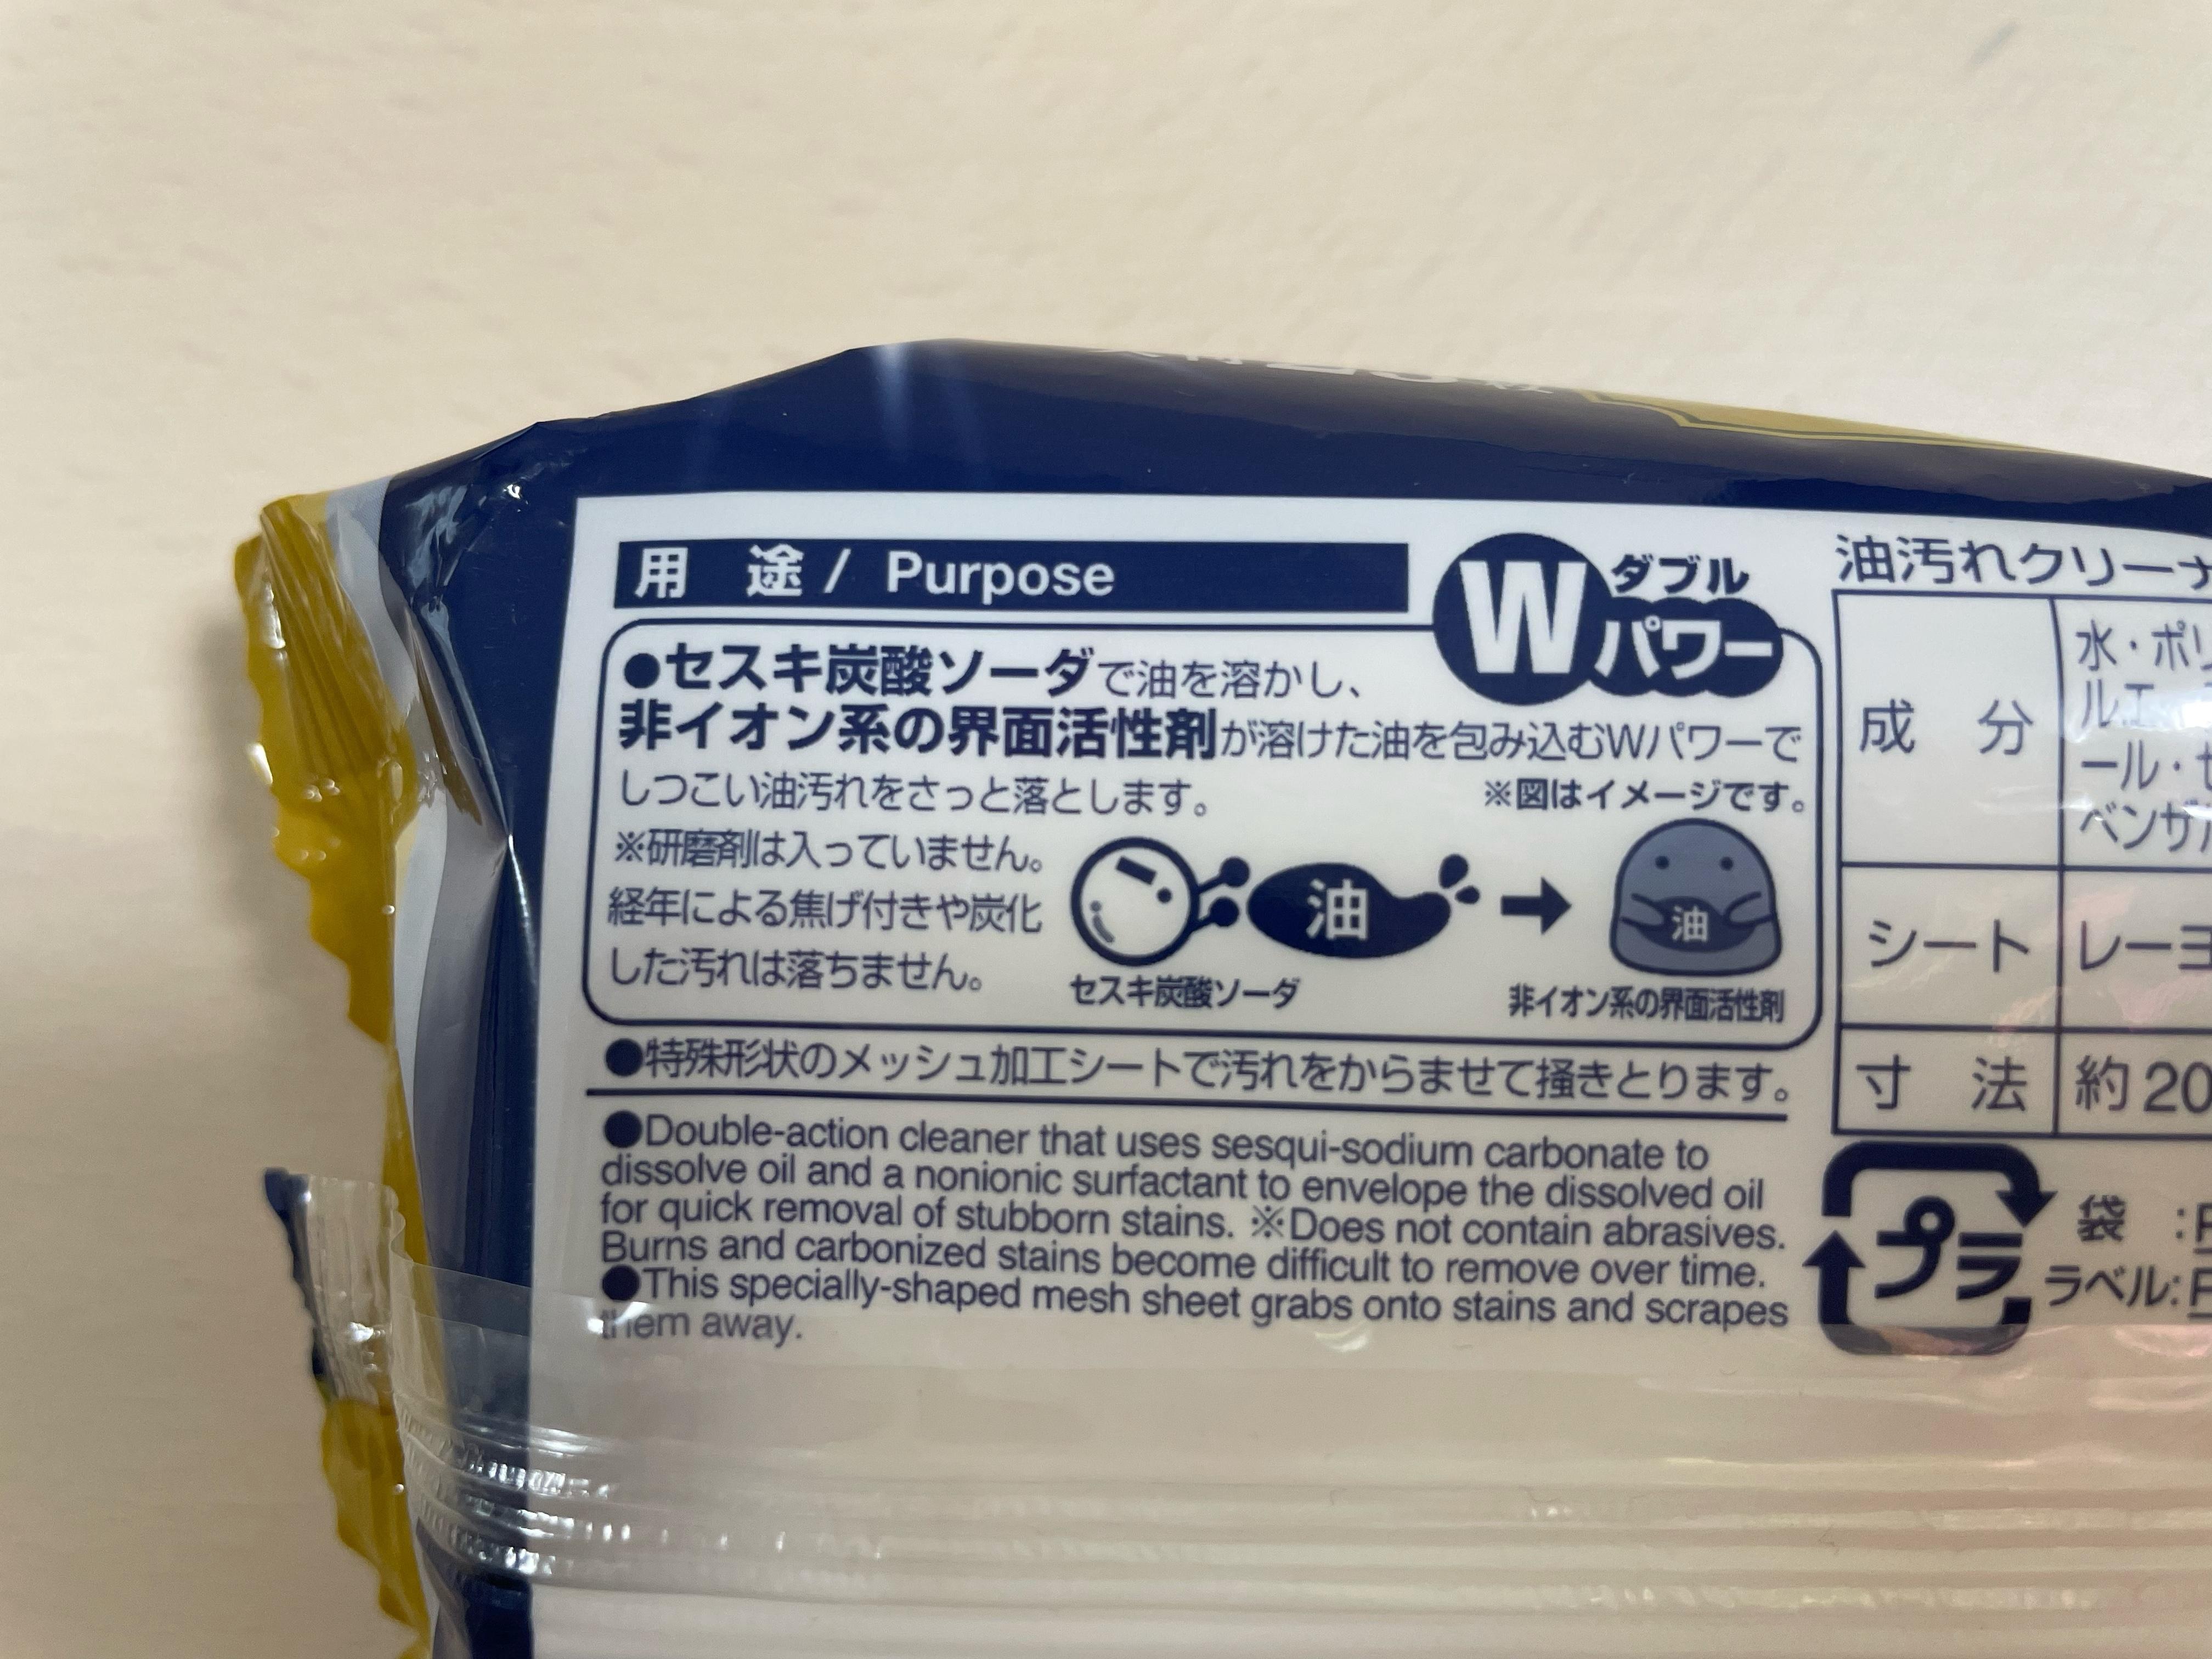 用 途 / Purpose
W ダブル
パワー
●セスキ炭酸ソーダで油を溶かし、
非イオン系の界面活性剤が溶けた油を包み込むWパワーで
しつこい油汚れをさっと落とします。
※図はイメージです。
※研磨剤は入っていません。
経年による焦げ付きや炭化
した汚れは落ちません。
油
油
セスキ炭酸ソーダ
非イオン系の界面活性剤
●特殊形状のメッシュ加工シートで汚れをからませて掻きとります。
●Double-action cleaner that uses sesqui-sodium carbonate to
dissolve oil and a nonionic surfactant to envelope the dissolved oil
for quick removal of stubborn stains. ※Does not contain abrasives.
Burns and carbonized stains become difficult to remove over time.
●This specially-shaped mesh sheet grabs onto stains and scrapes
them away.
油汚れクリーナ
成 分
水・ポリ
ルエ
ール・セ
ベンザル
シート
レーヨ
寸 法
約20
プラ
袋 :P
ラベル:P